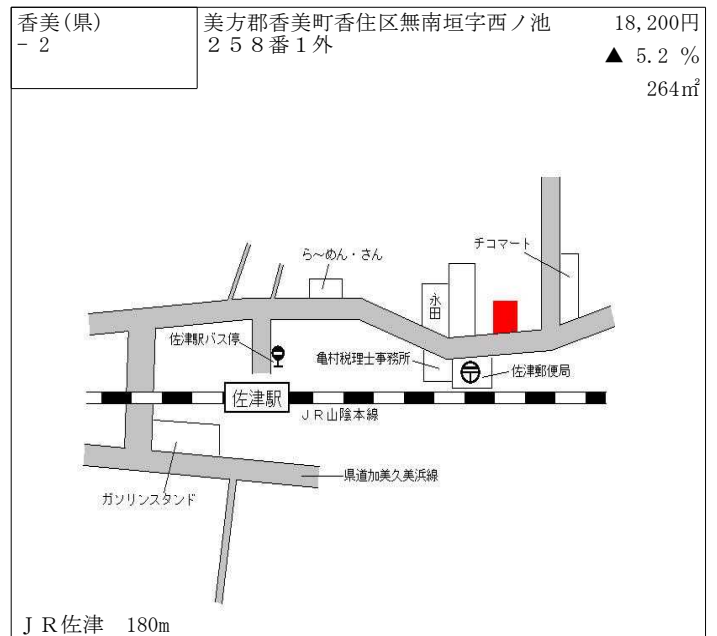 香美(県)
－ 2
美方郡香美町香住区無南垣字西ノ池
２５８番１外
18,200円
▲ 5.2 %
264㎡
チコマート
ら～めん・さん
永田
佐津駅バス停
亀村税理士事務所
佐津郵便局
佐津駅
ＪＲ山陰本線
県道加美久美浜線
ガソリンスタンド
ＪＲ佐津　180m